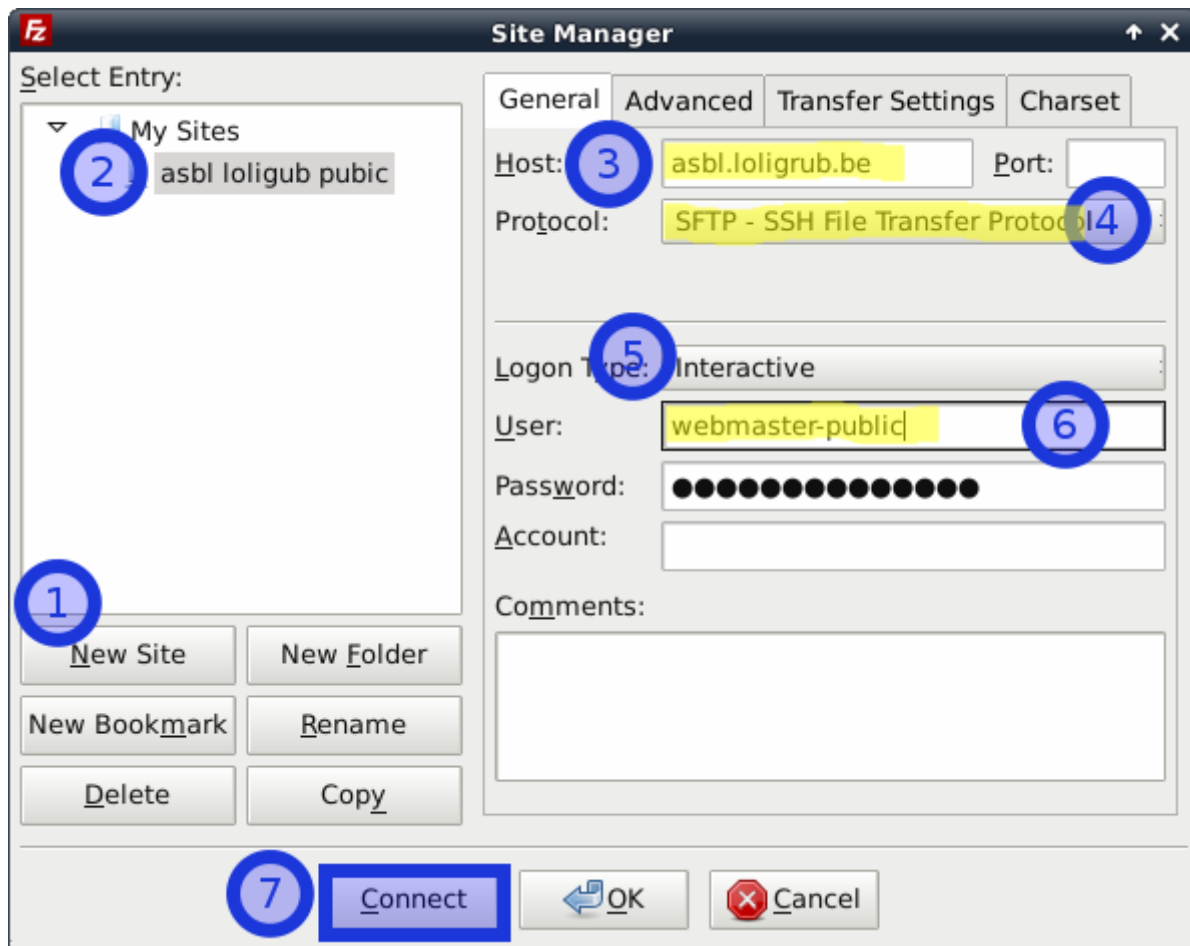 Fz
Site Manager
Select Entry:
My Sites
2
asbl loligub pubic
1
New Site
New Folder
New Bookmark
Rename
Delete
Copy
General
Advanced
Transfer Settings
Charset
Host:
3
asbl.loligrub.be
Port:
Protocol:
SFTP - SSH File Transfer Protocol
4
Logon Type:
5
Interactive
User:
webmaster-public
6
Password:
●●●●●●●●●●●●●●
Account:
Comments:
7
Connect
OK
Cancel